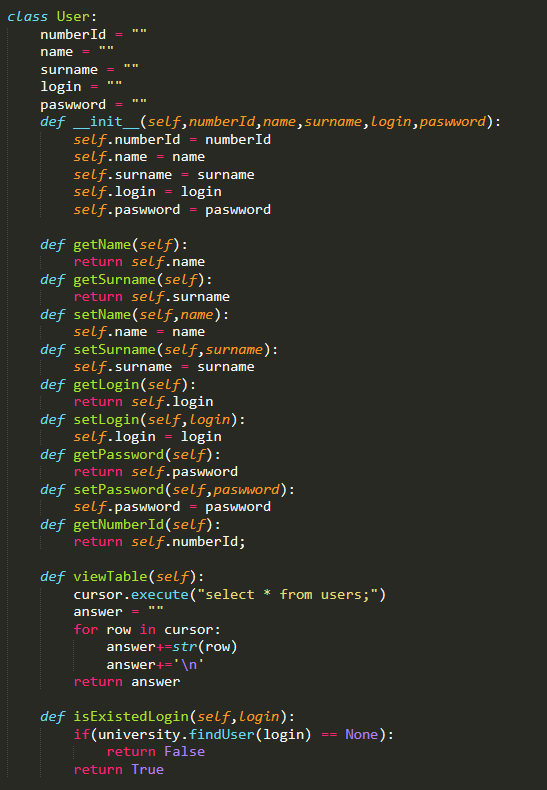 class User:
    numberId = ""
    name = ""
    surname = ""
    login = ""
    paswword = ""
    def __init__(self,numberId,name,surname,login,paswword):
        self.numberId = numberId
        self.name = name
        self.surname = surname
        self.login = login
        self.paswword = paswword
    def getName(self):
        return self.name
    def getSurname(self):
        return self.surname
    def setName(self,name):
        self.name = name
    def setSurname(self,surname):
        self.surname = surname
    def getLogin(self):
        return self.login
    def setLogin(self,login):
        self.login = login
    def getPassword(self):
        return self.paswword
    def setPassword(self,paswword):
        self.paswword = paswword
    def getNumberId(self):
        return self.numberId;
    def viewTable(self):
        cursor.execute("select * from users;")
        answer = ""
        for row in cursor:
            answer+=str(row)
            answer+='\n'
        return answer
    def isExistedLogin(self,login):
        if(university.findUser(login) == None):
            return False
        return True